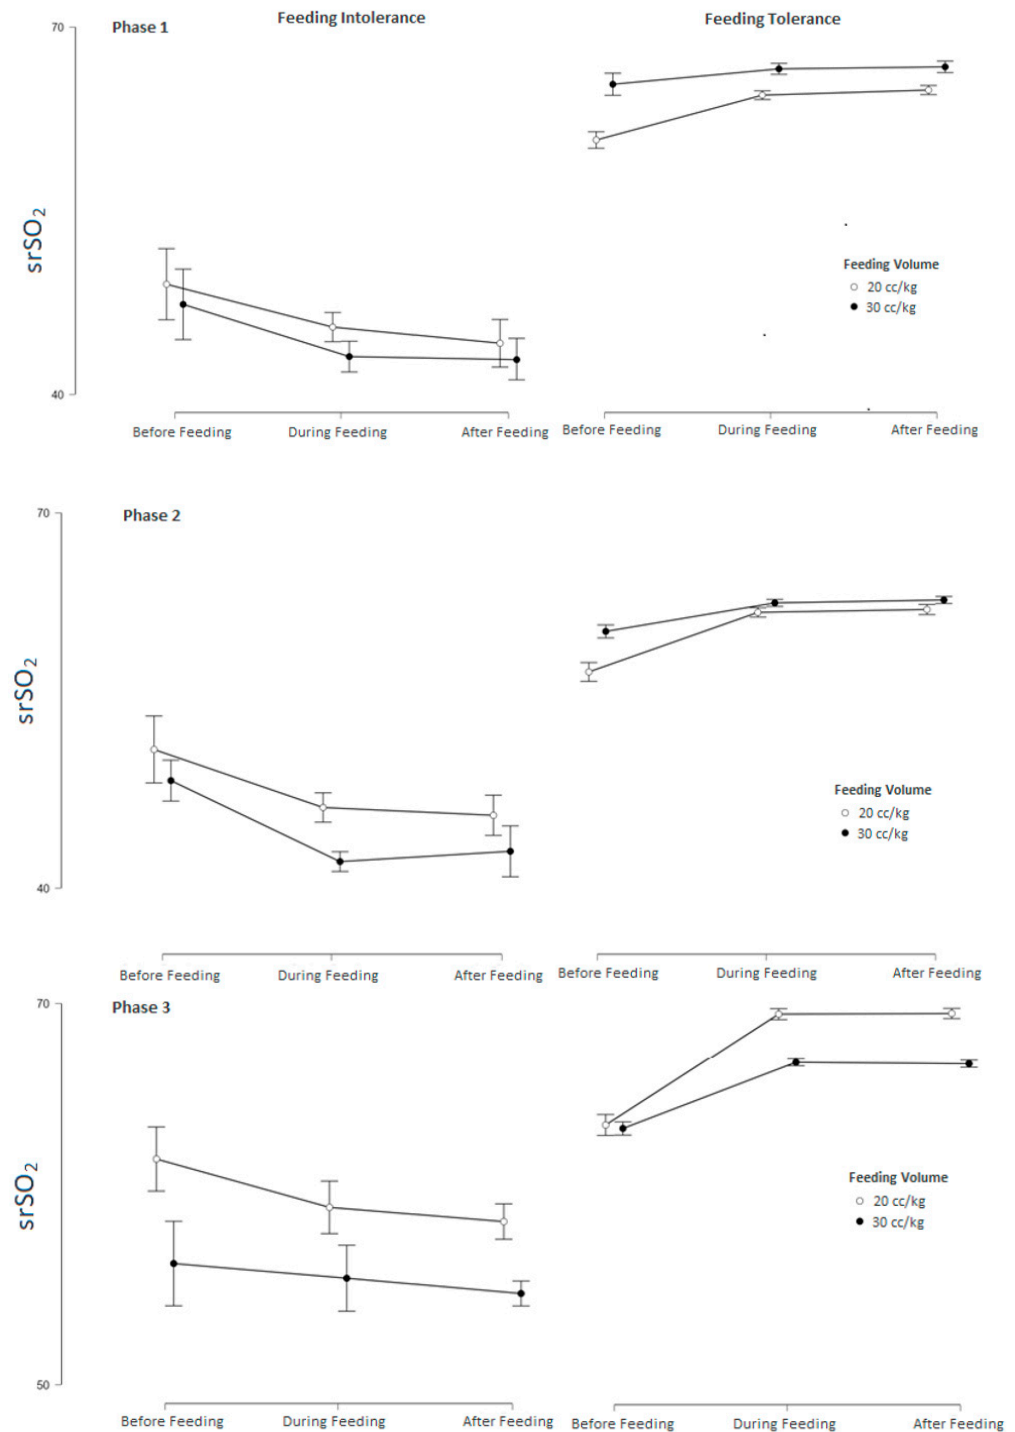 Feeding Intolerance
Feeding Tolerance
70
Phase 1
srSO2
Feeding Volume
20 cc/kg
30 cc/kg
40
Before Feeding
During Feeding
After Feeding
Before Feeding
During Feeding
After Feeding
70
Phase 2
srSO2
Feeding Volume
20 cc/kg
30 cc/kg
40
Before Feeding
During Feeding
After Feeding
Before Feeding
During Feeding
After Feeding
70
Phase 3
srSO2
Feeding Volume
20 cc/kg
30 cc/kg
50
Before Feeding
During Feeding
After Feeding
Before Feeding
During Feeding
After Feeding